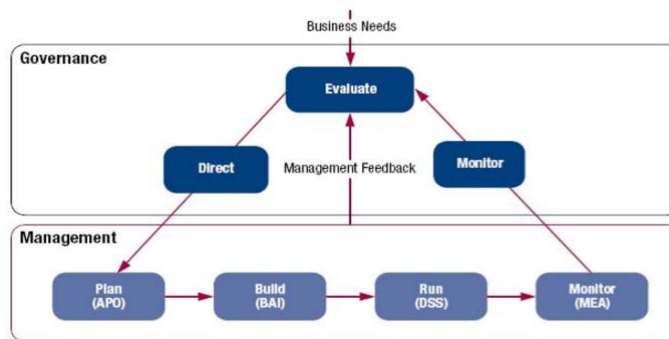 Business Needs
Governance
Evaluate
Direct
Management Feedback
Monitor
Management
Plan
(APO)
Build
(BAI)
Run
(DSS)
Monitor
(MEA)